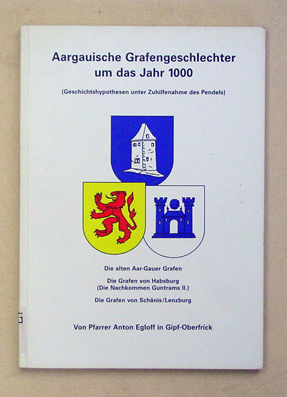 Aargauische Grafengeschlechter
um das Jahr 1000
(Geschichtshypothesen unter Zuhilfenahme des Pendels)
Die alten Aar-Gauer Grafen
Die Grafen von Habsburg
(Die Nachkommen Guntrams II.)
Die Grafen von Schänis/Lenzburg
Von Pfarrer Anton Egloff in Gipf-Oberfrick